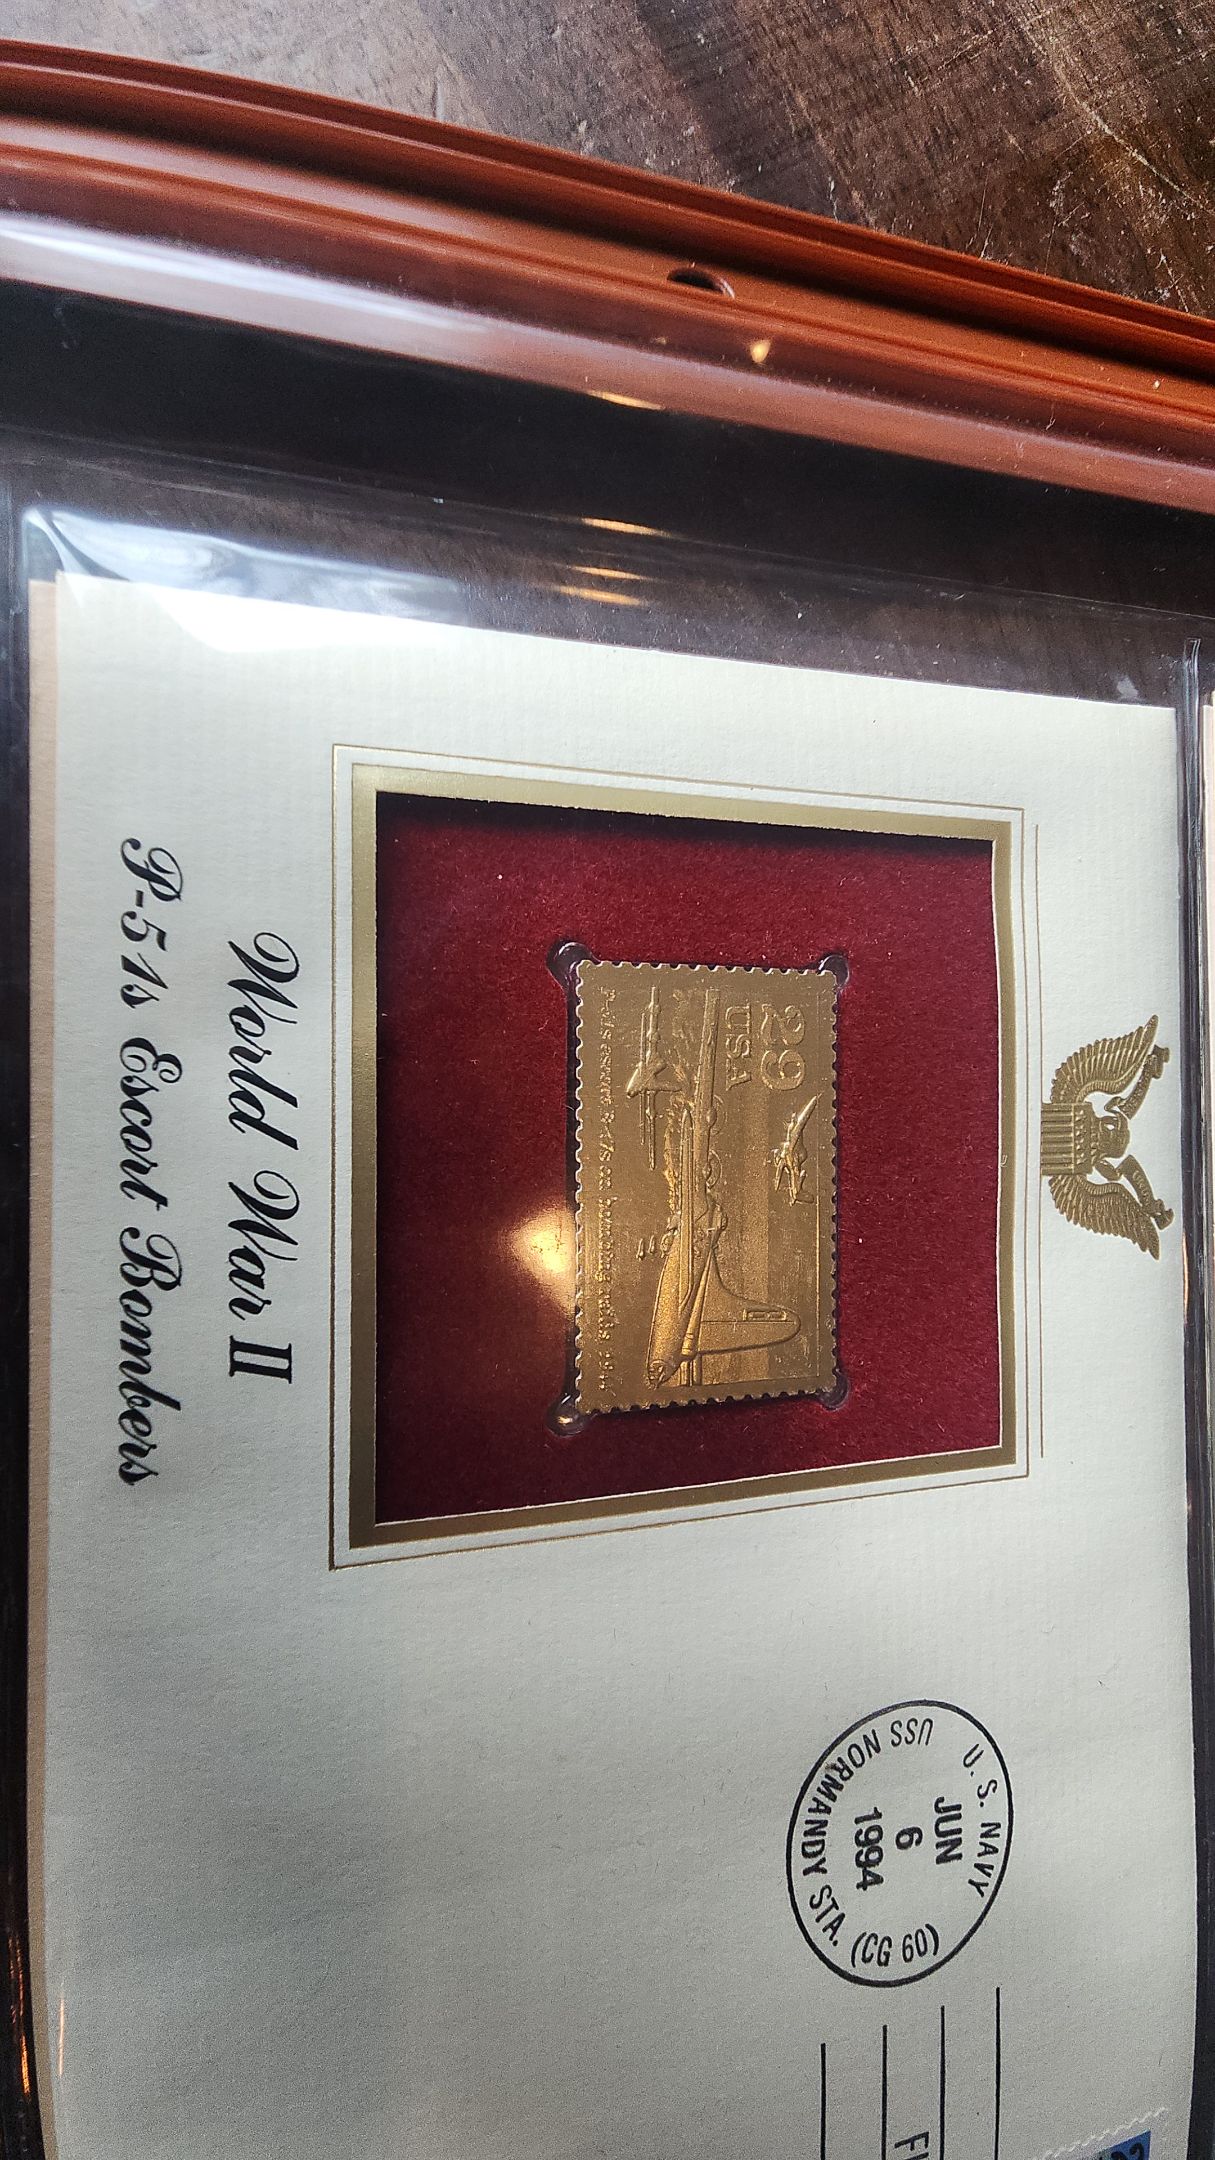 29
USA
P-51s escort B-17s on bombing raids, 1944
World War II
P-51s Escort Bombers
U.S. NAVY
JUN
6
1994
USS NORMANDY STA. (CG 60)